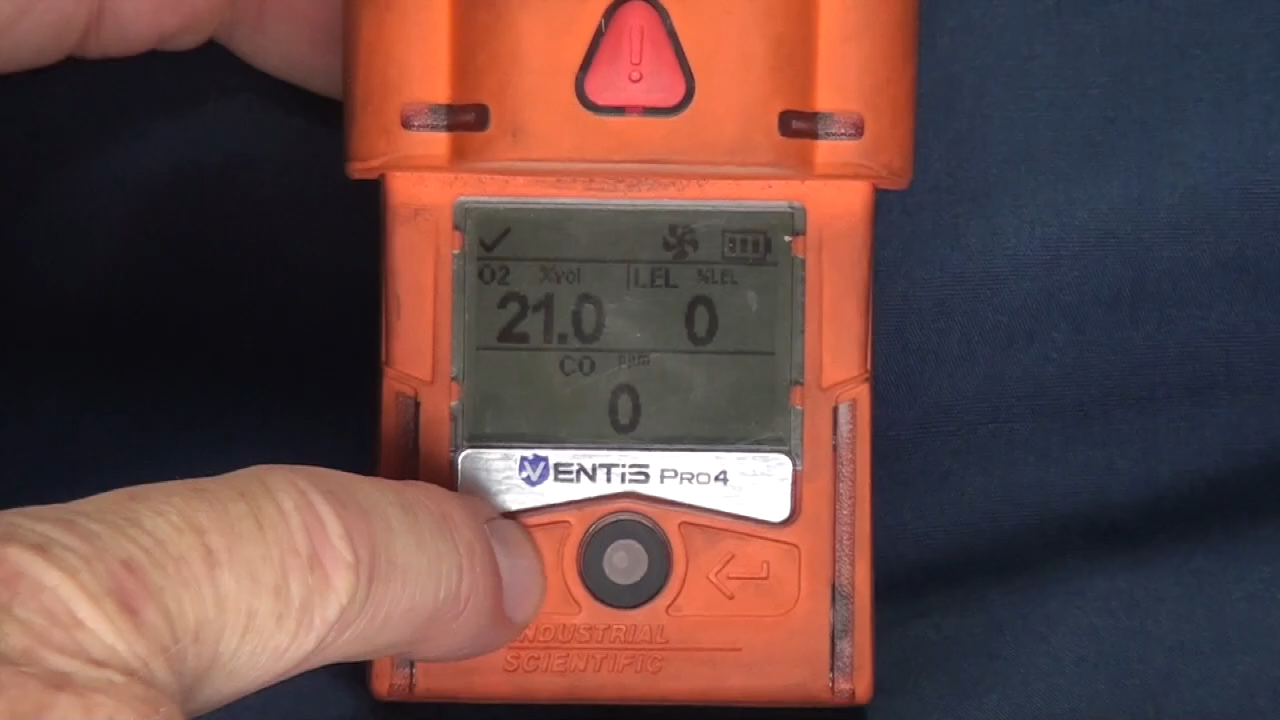 !
O2 %vol LEL %LEL
21.0 0
CO ppm
0
VENTiS PRO4
INDUSTRIAL
SCIENTIFIC